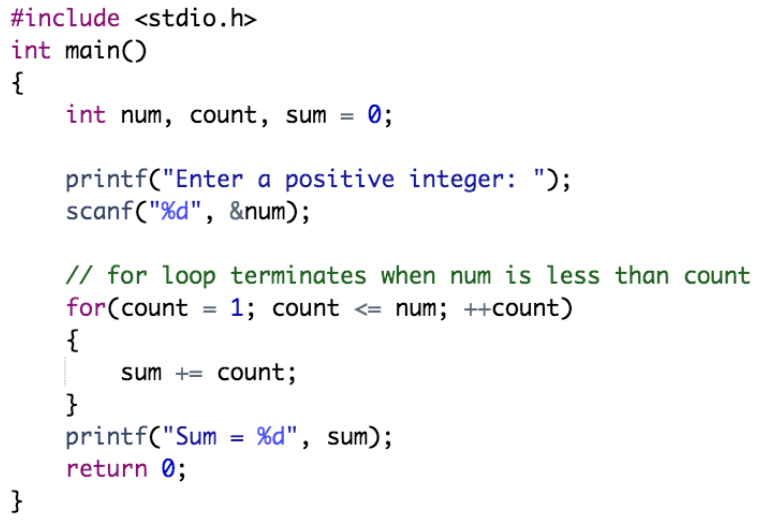 #include <stdio.h>
int main()
{
    int num, count, sum = 0;

    printf("Enter a positive integer: ");
    scanf("%d", &num);

    // for loop terminates when num is less than count
    for(count = 1; count <= num; ++count)
    {
        sum += count;
    }
    printf("Sum = %d", sum);
    return 0;
}